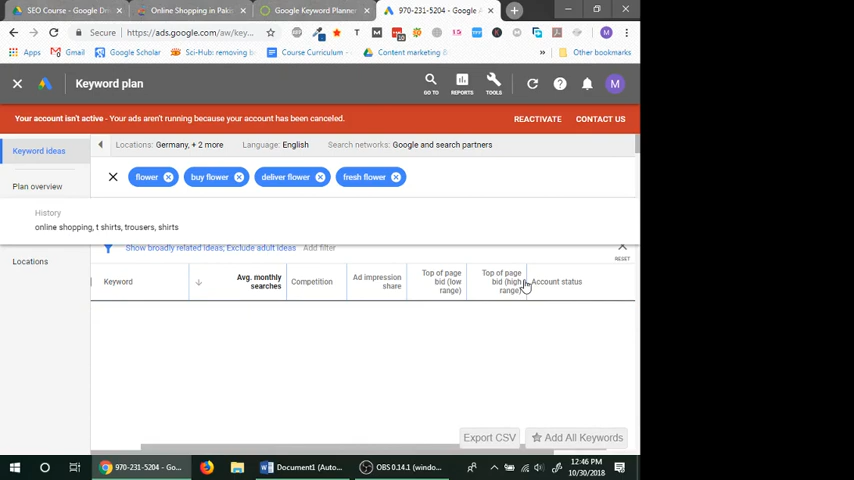 SEO Course - Google Dri
Online Shopping in Pak
Google Keyword Planner
970-231-5204 - Google A
Secure
https://ads.google.com/aw/key
Apps
Gmail
Google Scholar
Sci-Hub: removing b
Course Curriculum
Content marketing
Other bookmarks
Keyword plan
GO TO
REPORTS
TOOLS
M
Your account isn't active - Your ads aren't running because your account has been canceled.
REACTIVATE
CONTACT US
Keyword ideas
Locations: Germany, + 2 more
Language: English
Search networks: Google and search partners
flower
buy flower
deliver flower
fresh flower
Plan overview
History
online shopping, t shirts, trousers, shirts
Show broadly related ideas; Exclude adult ideas
Add filter
RESET
Locations
Keyword
Avg. monthly
searches
Competition
Ad impression
share
Top of page
bid (low
range)
Top of page
bid (high
range)
Account status
Export CSV
Add All Keywords
970-231-5204 - Go...
Document1 (Auto...
OBS 0.14.1 (windo...
12:46 PM
10/30/2018